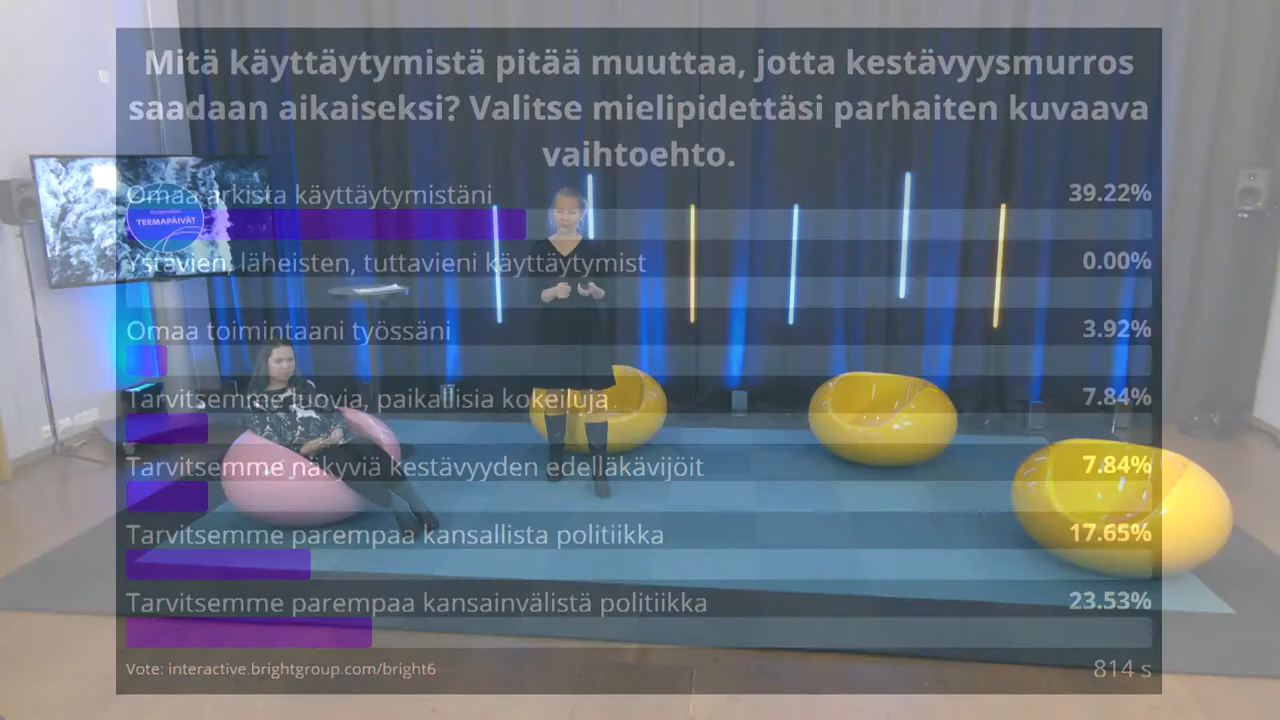 Mitä käyttäytymistä pitää muuttaa, jotta kestävyysmurros
saadaan aikaiseksi? Valitse mielipidettäsi parhaiten kuvaava
vaihtoehto.
Omaa arkista käyttäytymistäni 39.22%
TEEMAPÄIVÄT
Ystävien, läheisten, tuttavieni käyttäytymist 0.00%
Omaa toimintaani työssäni 3.92%
Tarvitsemme luovia, paikallisia kokeiluja 7.84%
Tarvitsemme näkyviä kestävyyden edelläkävijöit 7.84%
Tarvitsemme parempaa kansallista politiikka 17.65%
Tarvitsemme parempaa kansainvälistä politiikka 23.53%
Vote: interactive.brightgroup.com/bright6 814 s